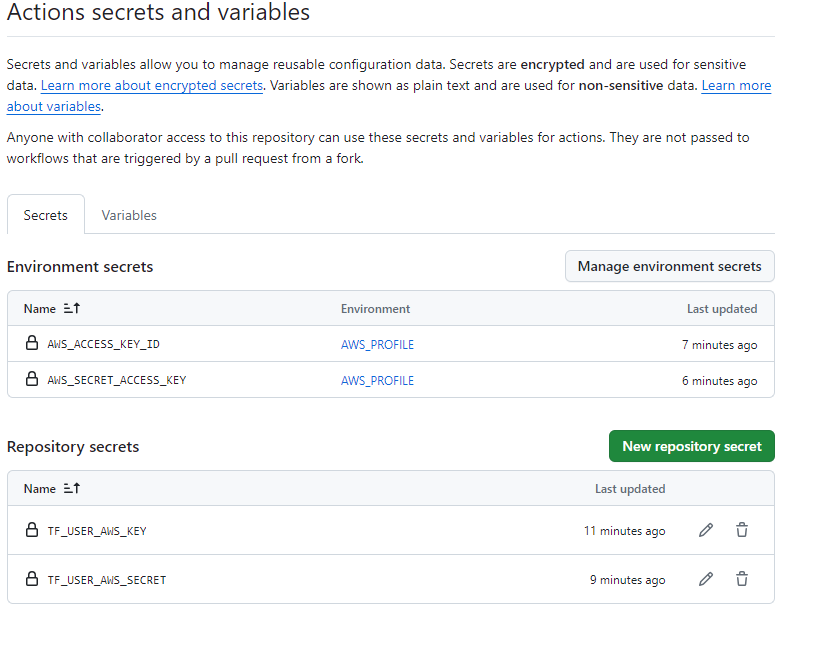 Actions secrets and variables
Secrets and variables allow you to manage reusable configuration data. Secrets are encrypted and are used for sensitive
data. Learn more about encrypted secrets. Variables are shown as plain text and are used for non-sensitive data. Learn more
about variables.
Anyone with collaborator access to this repository can use these secrets and variables for actions. They are not passed to
workflows that are triggered by a pull request from a fork.
Secrets Variables
Environment secrets Manage environment secrets
Name Environment Last updated
AWS_ACCESS_KEY_ID AWS_PROFILE 7 minutes ago
AWS_SECRET_ACCESS_KEY AWS_PROFILE 6 minutes ago
Repository secrets New repository secret
Name Last updated
TF_USER_AWS_KEY 11 minutes ago
TF_USER_AWS_SECRET 9 minutes ago